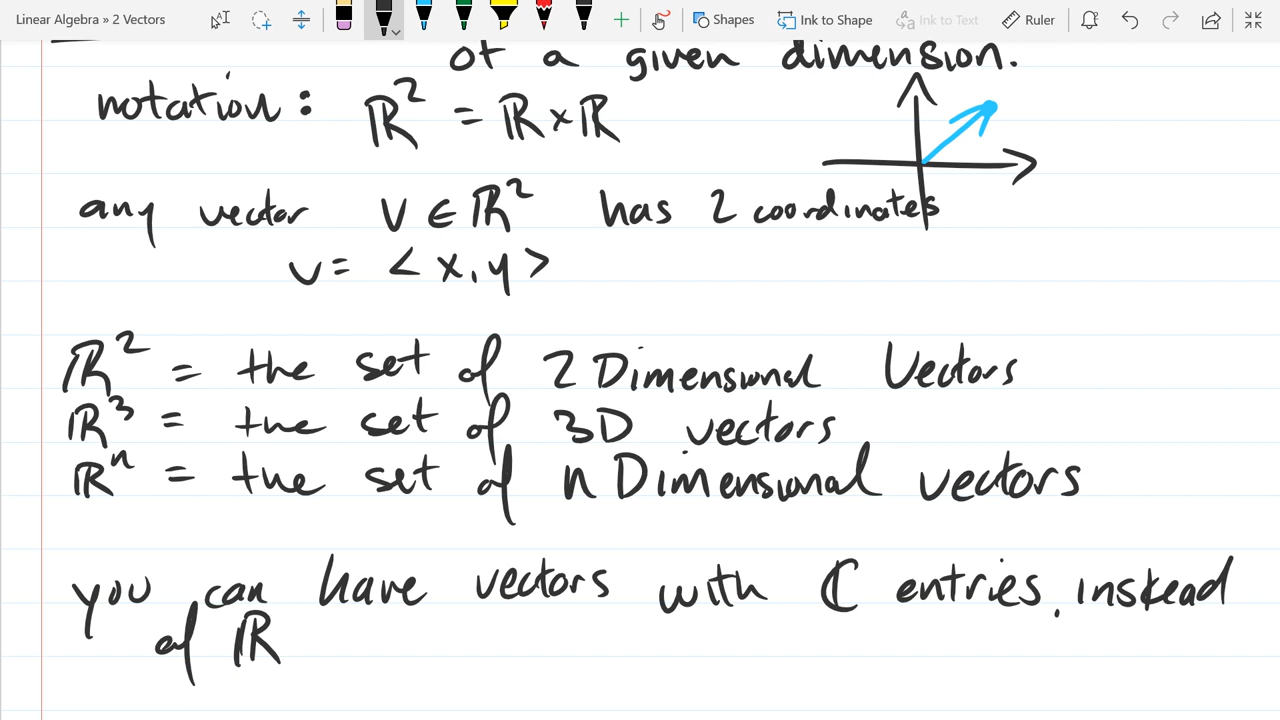 Linear Algebra » 2 Vectors
Shapes
Ink to Shape
Ink to Text
Ruler
of a given dimension.
notation: ℝ² = ℝ×ℝ
any vector v ∈ ℝ² has 2 coordinates
v = <x,y>
ℝ² = the set of 2 Dimensional Vectors
ℝ³ = the set of 3D vectors
ℝⁿ = the set of n Dimensional vectors
you can have vectors with ℂ entries. instead
of ℝ